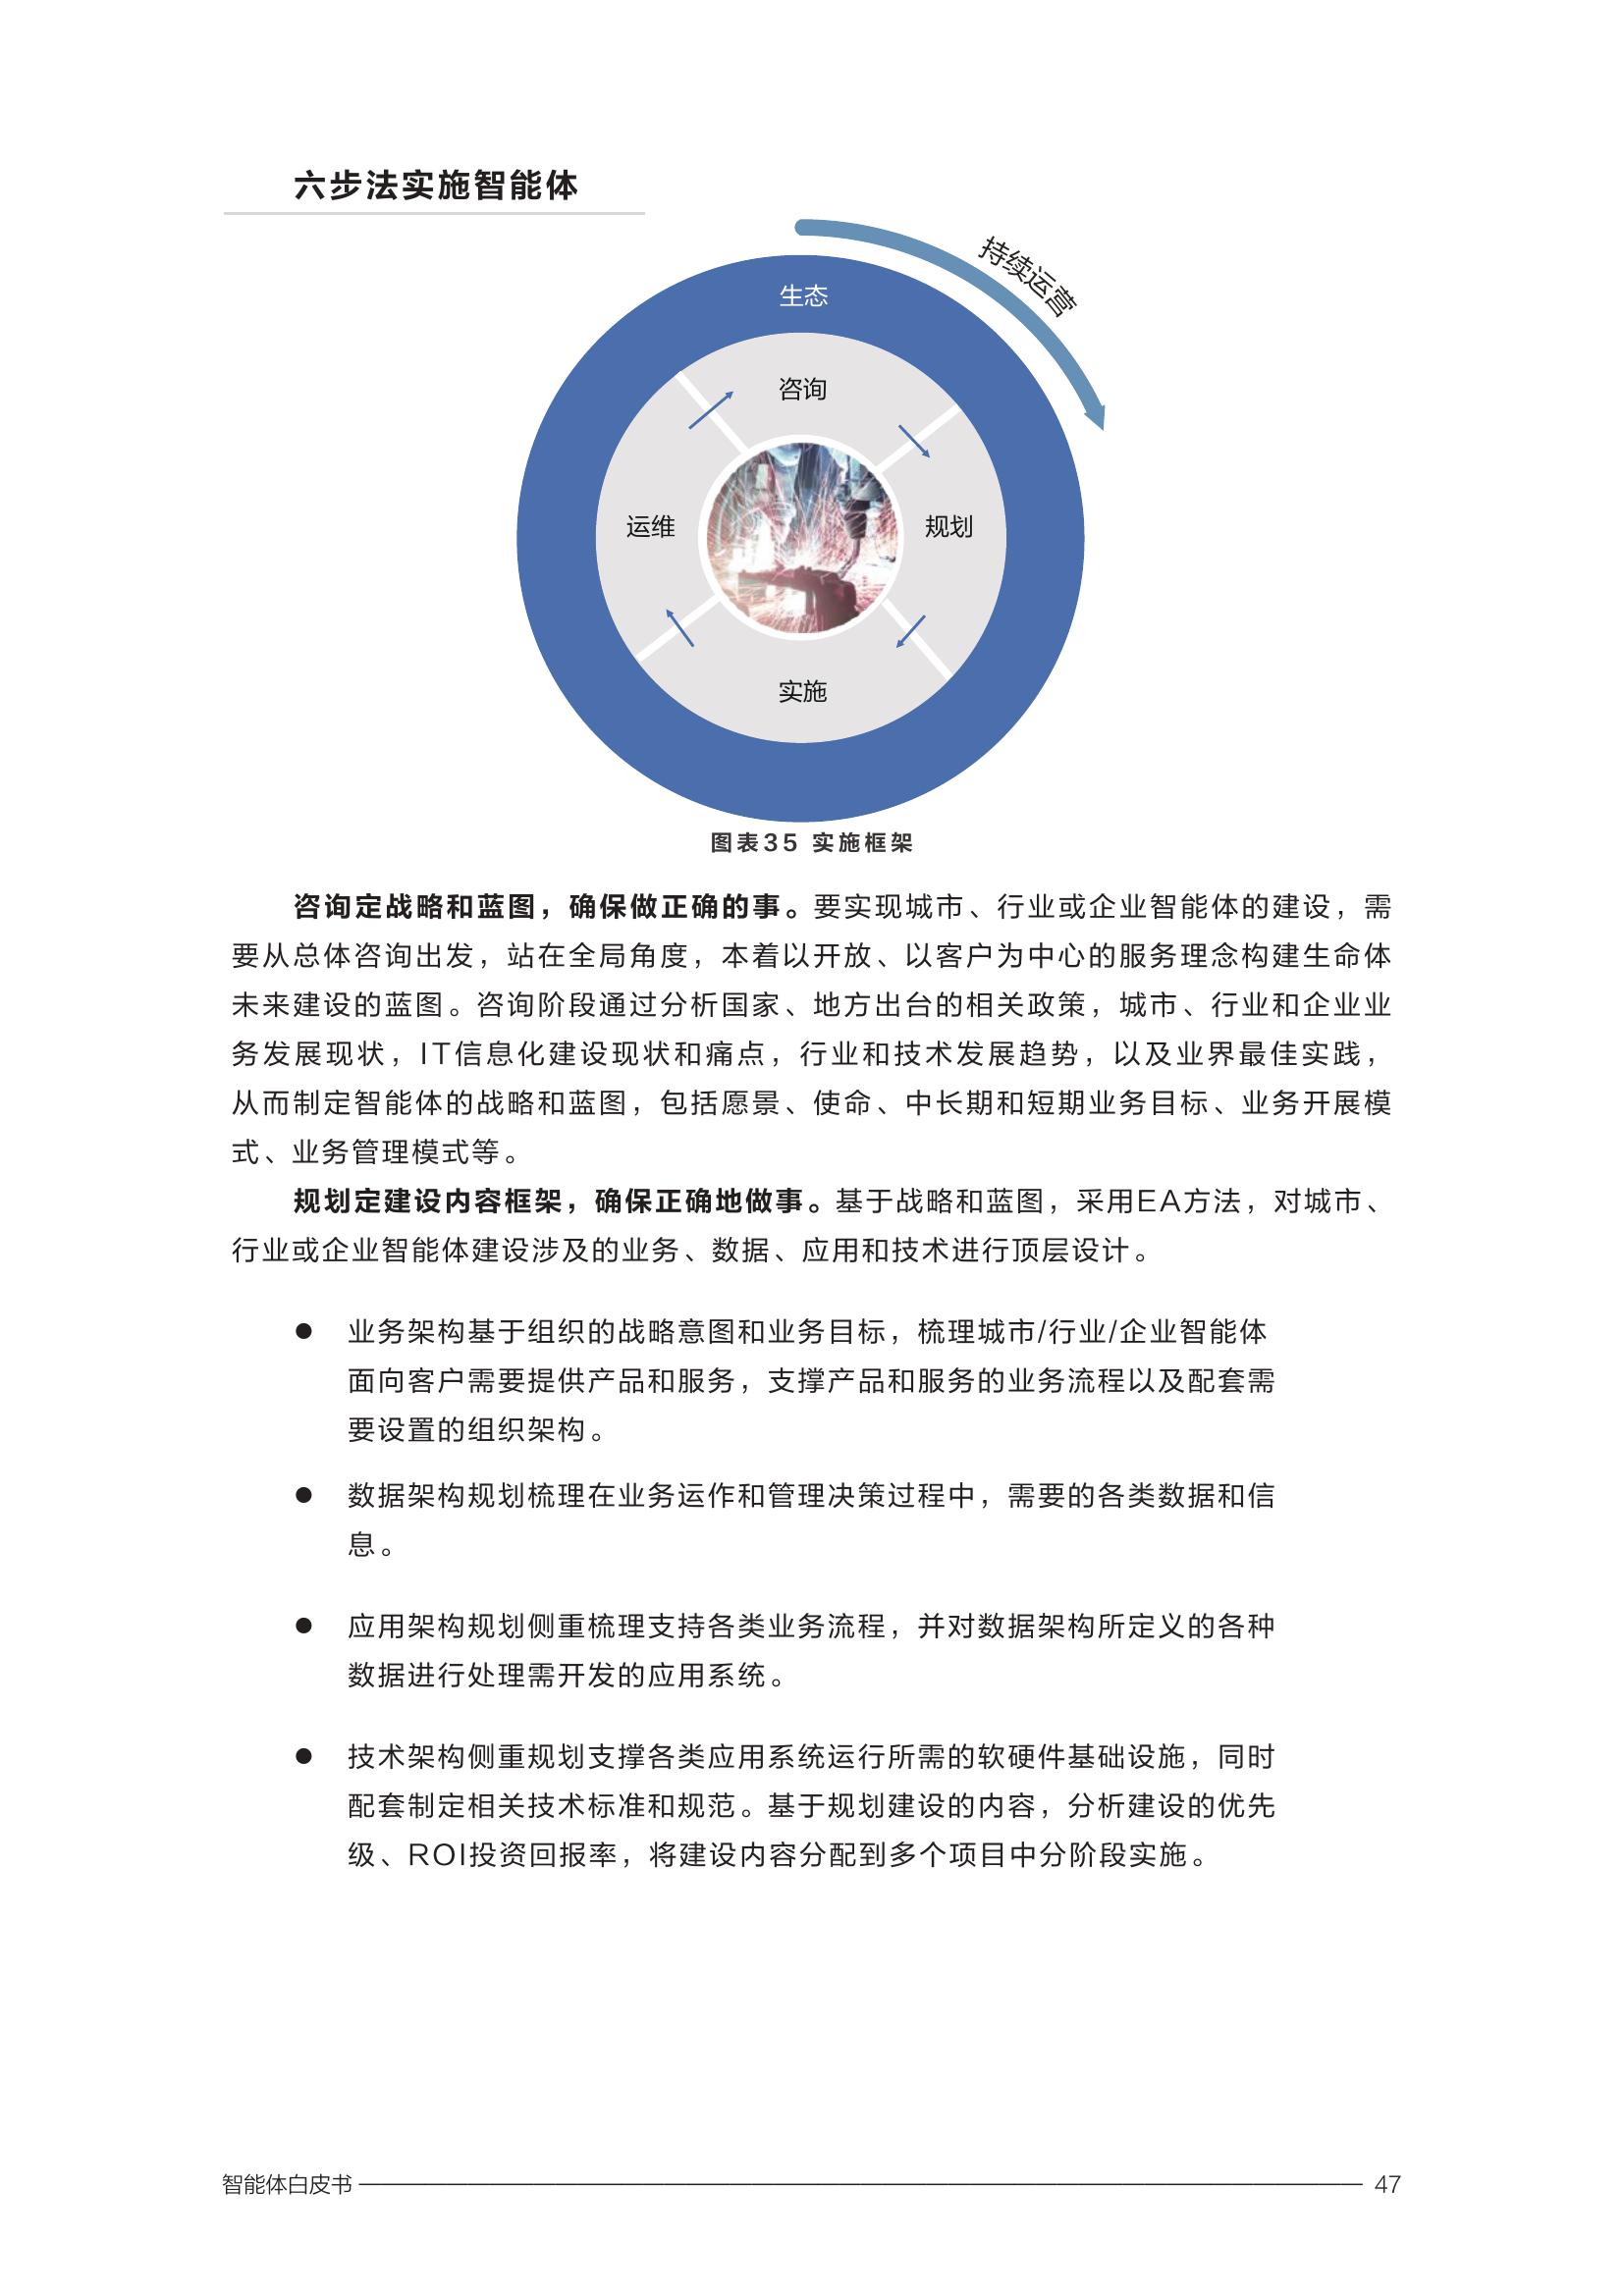 六步法实施智能体
持续运营
生态
咨询
运维
规划
实施
图表35 实施框架
咨询定战略和蓝图，确保做正确的事。要实现城市、行业或企业智能体的建设，需
要从总体咨询出发，站在全局角度，本着以开放、以客户为中心的服务理念构建生命体
未来建设的蓝图。咨询阶段通过分析国家、地方出台的相关政策，城市、行业和企业业
务发展现状，IT信息化建设现状和痛点，行业和技术发展趋势，以及业界最佳实践，
从而制定智能体的战略和蓝图，包括愿景、使命、中长期和短期业务目标、业务开展模
式、业务管理模式等。
规划定建设内容框架，确保正确地做事。基于战略和蓝图，采用EA方法，对城市、
行业或企业智能体建设涉及的业务、数据、应用和技术进行顶层设计。
● 业务架构基于组织的战略意图和业务目标，梳理城市/行业/企业智能体
面向客户需要提供产品和服务，支撑产品和服务的业务流程以及配套需
要设置的组织架构。
● 数据架构规划梳理在业务运作和管理决策过程中，需要的各类数据和信
息。
● 应用架构规划侧重梳理支持各类业务流程，并对数据架构所定义的各种
数据进行处理需开发的应用系统。
● 技术架构侧重规划支撑各类应用系统运行所需的软硬件基础设施，同时
配套制定相关技术标准和规范。基于规划建设的内容，分析建设的优先
级、ROI投资回报率，将建设内容分配到多个项目中分阶段实施。
智能体白皮书 47